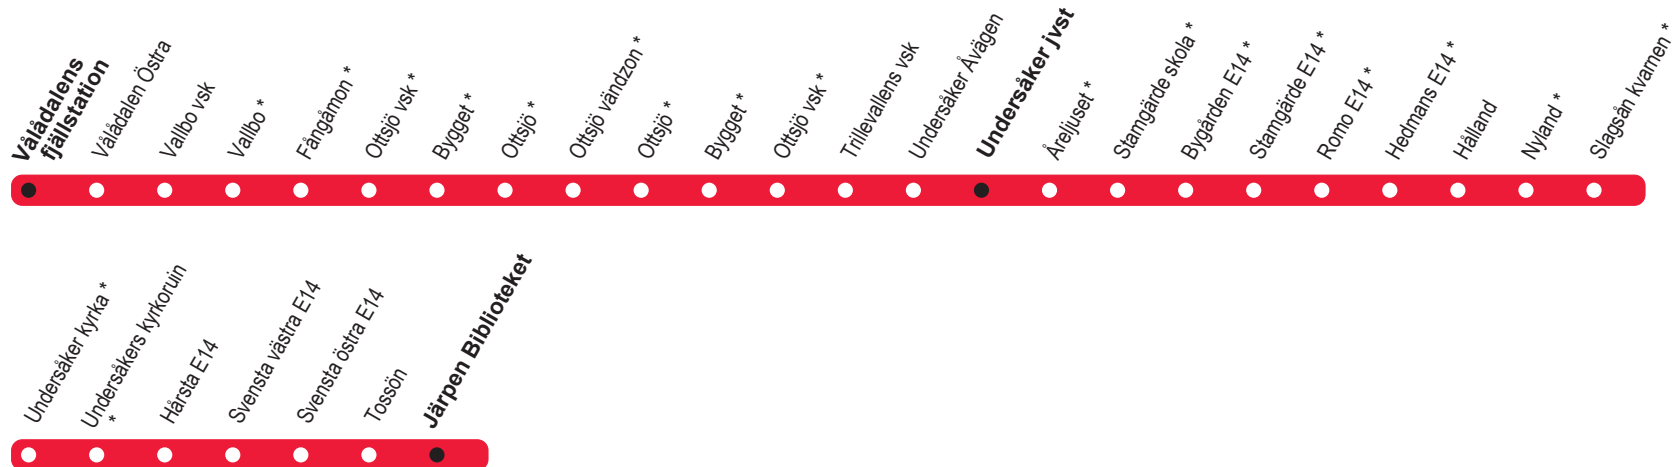 Vålådalens
fjällstation
Vålådalen Östra
Vallbo vsk
Vallbo *
Fångåmon *
Ottsjö vsk *
Bygget *
Ottsjö *
Ottsjö vändzon *
Ottsjö *
Bygget *
Ottsjö vsk *
Trillevallens vsk
Undersåker Åvägen
Undersåker jvst
Åreljuset *
Stamgärde skola *
Bygården E14 *
Stamgärde E14 *
Romo E14 *
Hedmans E14 *
Hålland
Nyland *
Slagsån kvarnen *
Undersåker kyrka *
Undersåkers kyrkoruin
*
Hårsta E14
Svensta västra E14
Svensta östra E14
Tossön
Järpen Biblioteket